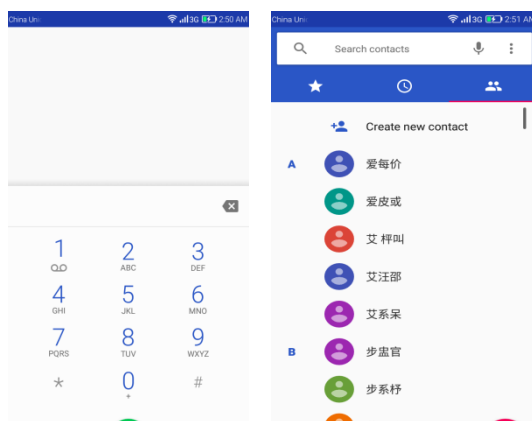 China Uni
3G
2:50 AM
1
2
ABC
3
DEF
4
GHI
5
JKL
6
MNO
7
PQRS
8
TUV
9
WXYZ
*
0
+
#
China Uni
3G
2:51 AM
Search contacts
Create new contact
A
爱每价
爱皮或
艾 枰叫
艾汪部
艾系呆
B
步盅官
步系杼